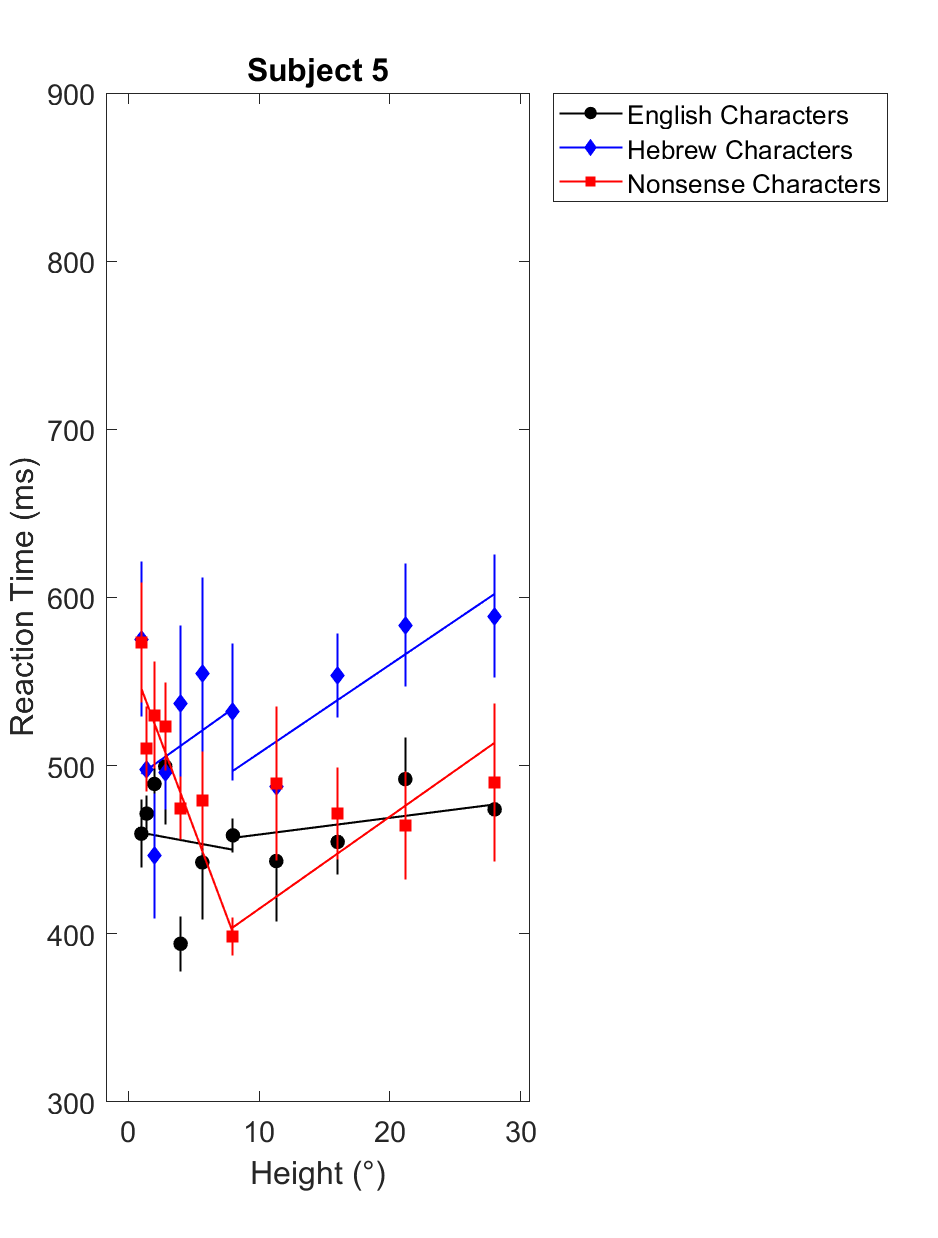 Subject 5
900
800
700
600
500
400
300
Reaction Time (ms)
0 10 20 30
Height (°)
English Characters
Hebrew Characters
Nonsense Characters